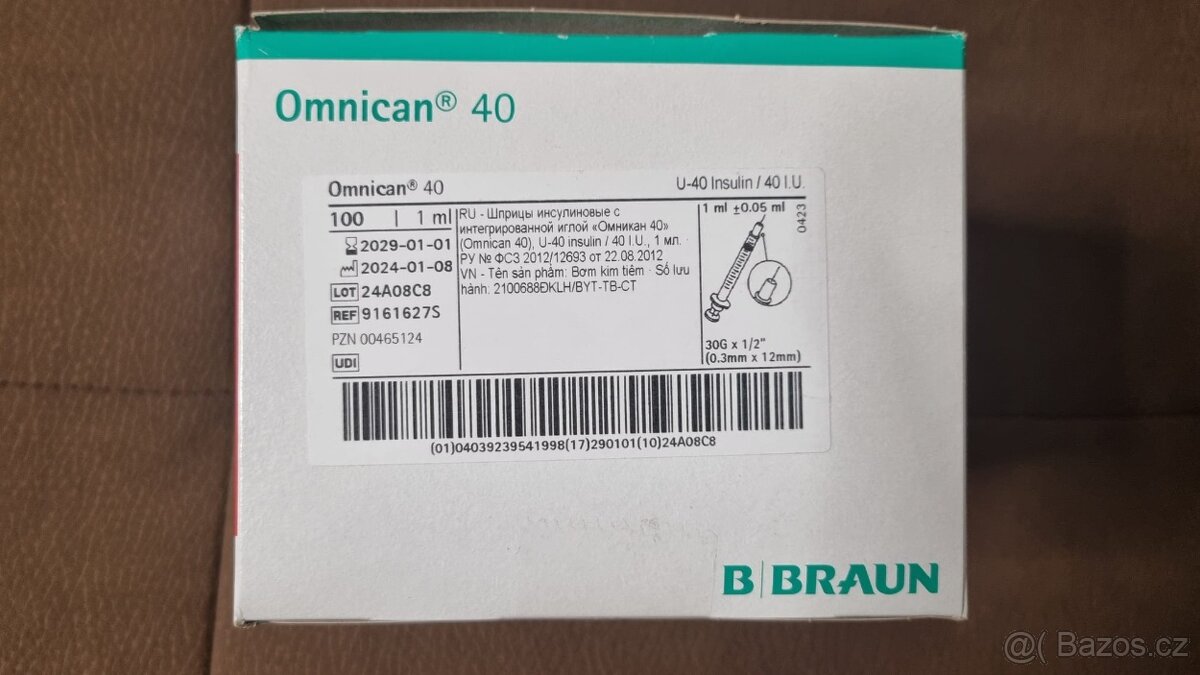 Omnican® 40
Omnican® 40
U-40 Insulin / 40 I.U.
100 | 1 ml
2029-01-01
2024-01-08
LOT 24A08C8
REF 9161627S
PZN 00465124
UDI
RU - Шприцы инсулиновые с
интегрированной иглой «Омникан 40»
(Omnican 40), U-40 insulin / 40 I.U., 1 мл.
РУ № ФСЗ 2012/12693 от 22.08.2012
VN - Tên sản phẩm: Bơm kim tiêm - Số lưu
hành: 2100688ĐKLH/BYT-TB-CT
1 ml ±0.05 ml
0423
30G x 1/2"
(0.3mm x 12mm)
(01)04039239541998(17)290101(10)24A08C8
B|BRAUN
@( Bazos.cz